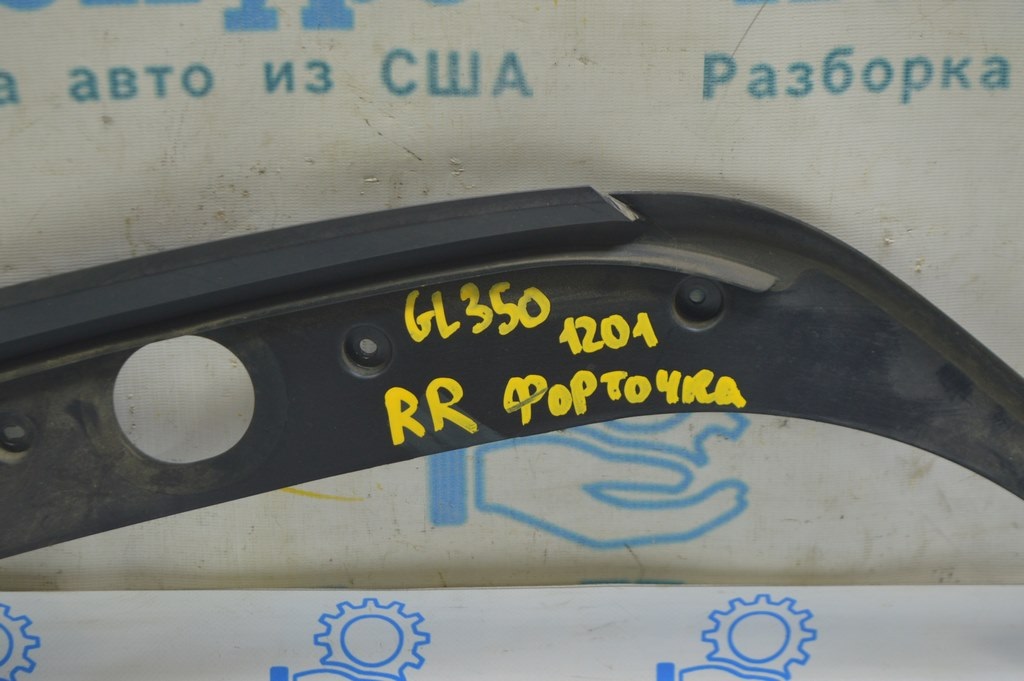 а авто из США
Разборка
GL350
1201
RR ФОРТОЧКА